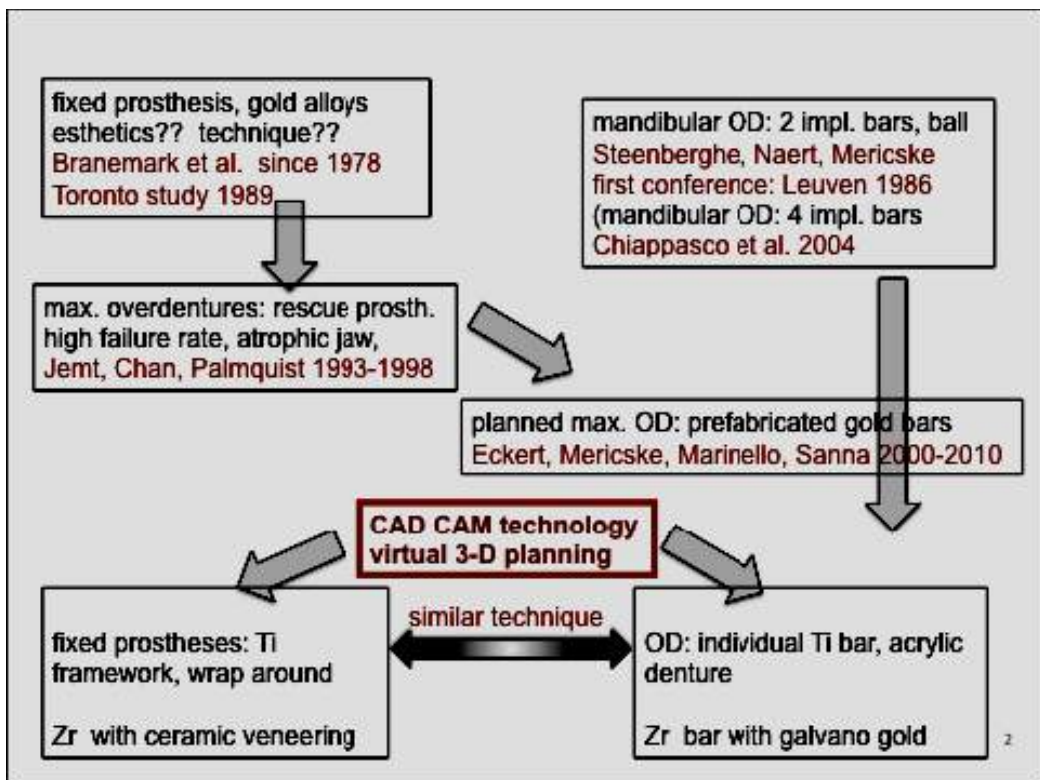 fixed prosthesis, gold alloys
esthetics?? technique??
Branemark et al. since 1978
Toronto study 1989
mandibular OD: 2 impl. bars, ball
Steenberghe, Naert, Mericske
first conference: Leuven 1986
(mandibular OD: 4 impl. bars
Chiappasco et al. 2004
max. overdentures: rescue prosth.
high failure rate, atrophic jaw,
Jemt, Chan, Palmquist 1993-1998
planned max. OD: prefabricated gold bars
Eckert, Mericske, Marinello, Sanna 2000-2010
CAD CAM technology
virtual 3-D planning
similar technique
fixed prostheses: Ti
framework, wrap around
Zr with ceramic veneering
OD: individual Ti bar, acrylic
denture
Zr bar with galvano gold
2